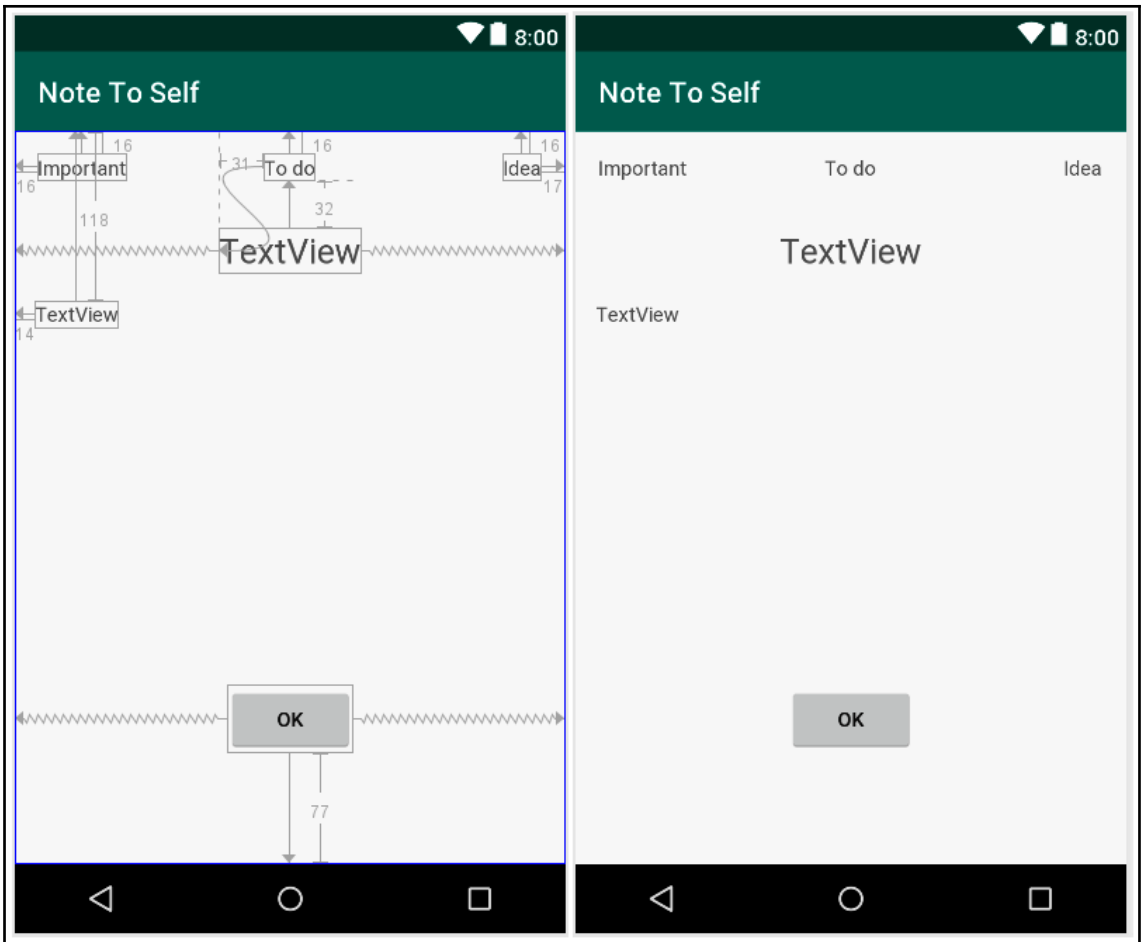 8:00
Note To Self
16 16 16
Important 31 To do Idea
16 17
118 32
TextView
TextView
14
OK
77
8:00
Note To Self
Important To do Idea
TextView
TextView
OK